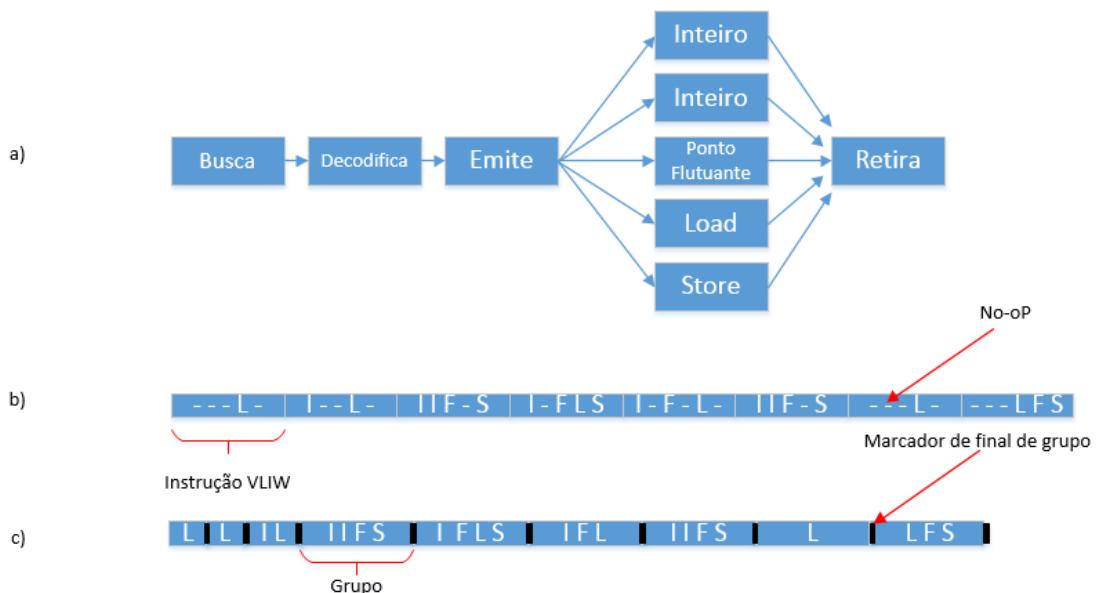 a)
Busca
Decodifica
Emite
Inteiro
Inteiro
Ponto
Flutuante
Load
Store
Retira
No-oP
b)
- - - L - I - - L - I I F - S I - F L S I - F - L - I I F - S - - - L - - - - L F S
Instrução VLIW
Marcador de final de grupo
c)
L L I L I I F S I F L S I F L I I F S L L F S
Grupo